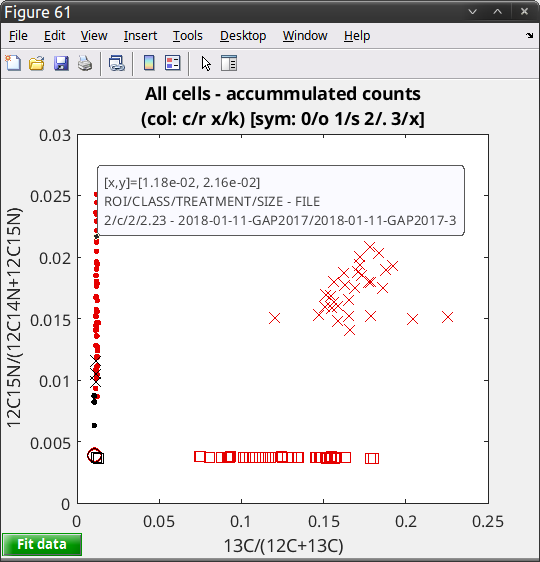 Figure 61
File Edit View Insert Tools Desktop Window Help
All cells - accummulated counts
(col: c/r x/k) [sym: 0/o 1/s 2/. 3/x]
0.03
0.025
0.02
0.015
0.01
0.005
0
12C15N/(12C14N+12C15N)
[x,y]=[1.18e-02, 2.16e-02]
ROI/CLASS/TREATMENT/SIZE - FILE
2/c/2/2.23 - 2018-01-11-GAP2017/2018-01-11-GAP2017-3
0 0.05 0.1 0.15 0.2 0.25
13C/(12C+13C)
Fit data